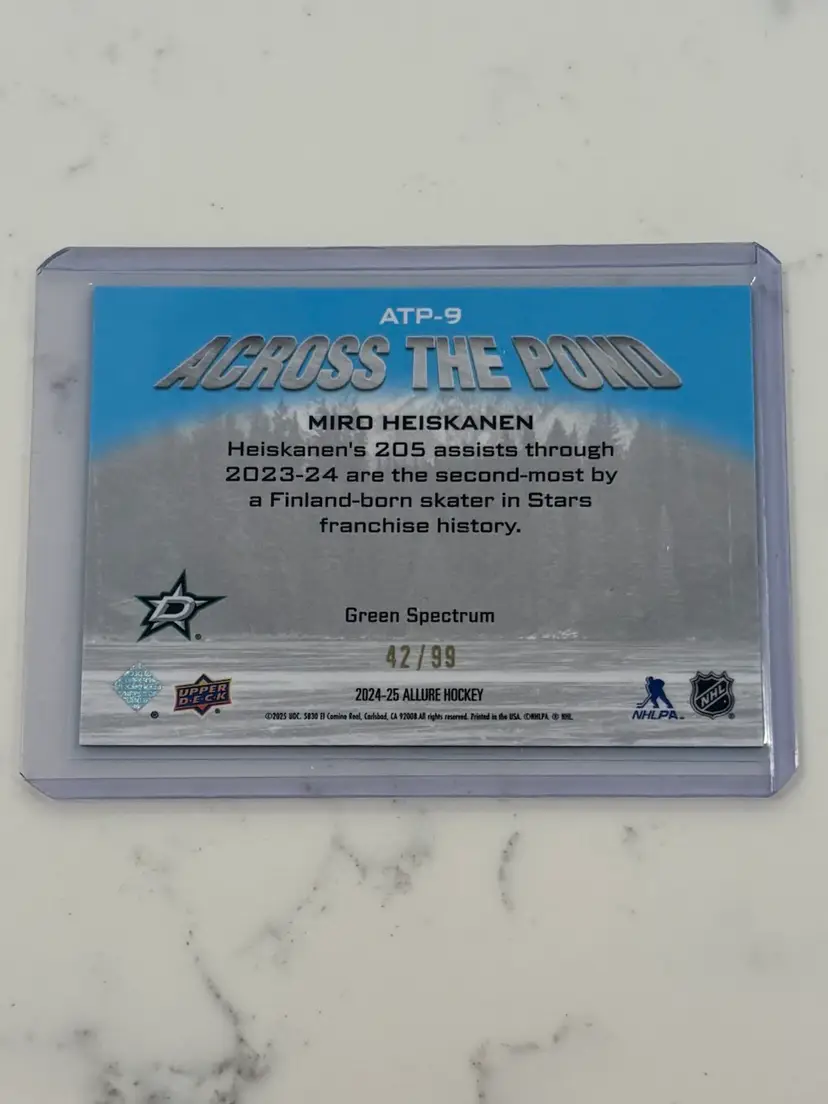 ATP-9
ACROSS THE POND
MIRO HEISKANEN
Heiskanen's 205 assists through
2023-24 are the second-most by
a Finland-born skater in Stars
franchise history.
D
Green Spectrum
42/99
UPPER
D·E·C·K
2024-25 ALLURE HOCKEY
©2025 UDC. 5830 El Camino Real, Carlsbad, CA 92008 All rights reserved. Printed in the USA. ©NHLPA. ® NHL.
NHLPA
NHL